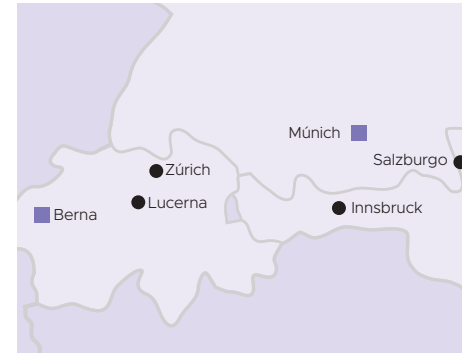 Múnich
Salzburgo
Zúrich
Lucerna
Innsbruck
Berna